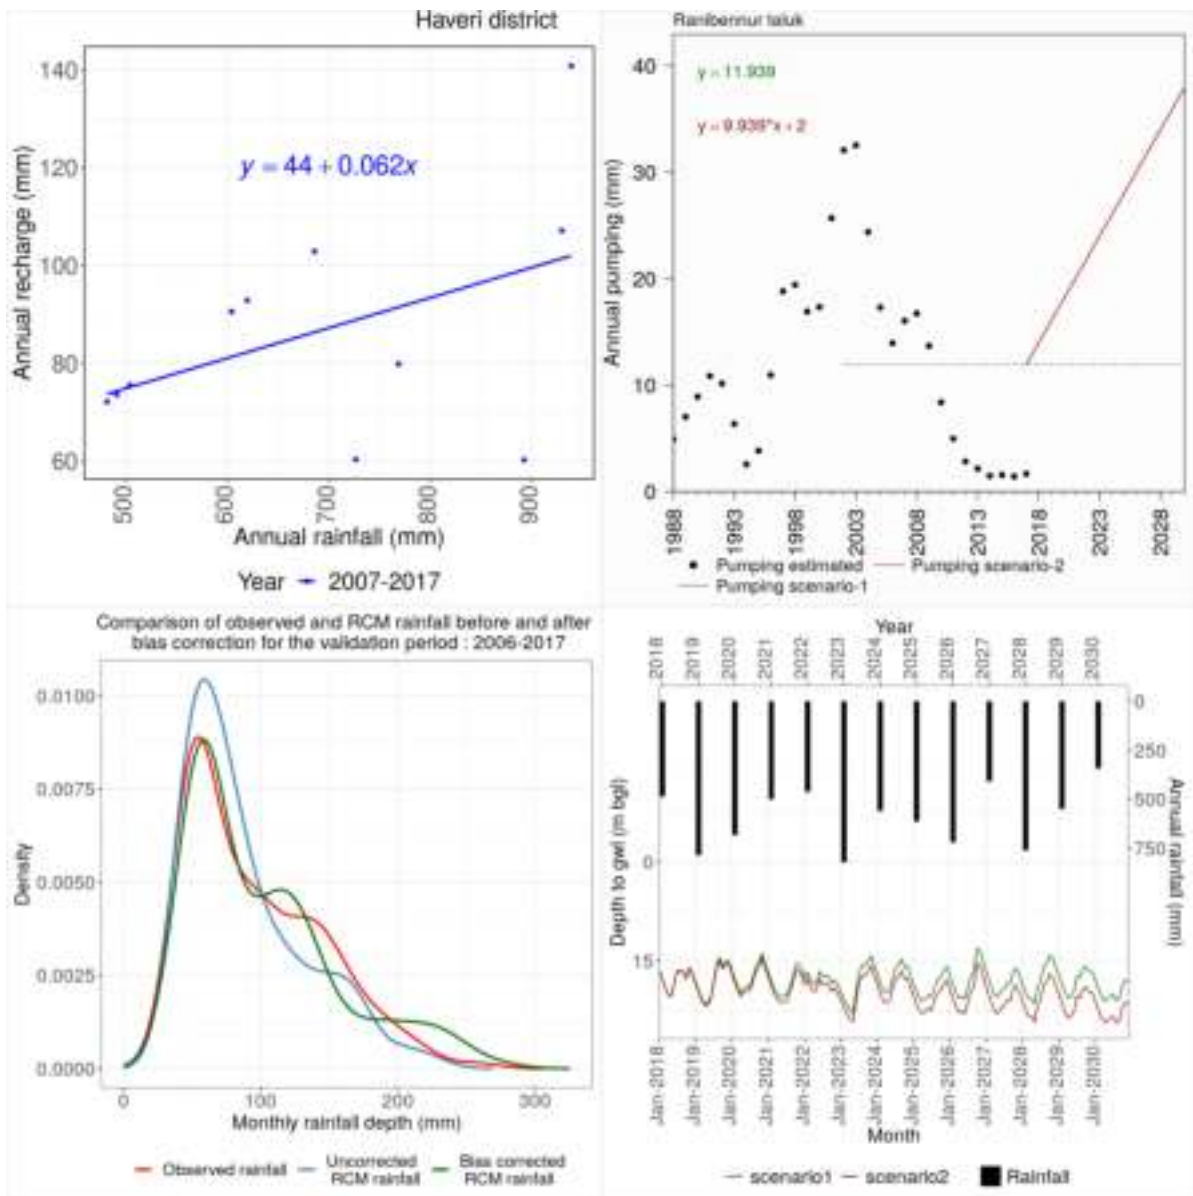 Haveri district
140
120
100
80
60
Annual recharge (mm)
y = 44 + 0.062x
500 600 700 800 900
Annual rainfall (mm)
Year 2007-2017
Ranibennur taluk
40
30
20
10
0
Annual pumping (mm)
y = 11.939
y = 9.939*x + 2
1988 1993 1998 2003 2008 2013 2018 2023 2028
Pumping estimated Pumping scenario-2
Pumping scenario-1
Comparison of observed and RCM rainfall before and after
bias correction for the validation period : 2006-2017
0.0100
0.0075
0.0050
0.0025
0.0000
Density
0 100 200 300
Monthly rainfall depth (mm)
Observed rainfall Uncorrected RCM rainfall Bias corrected RCM rainfall
Year
2018 2019 2020 2021 2022 2023 2024 2025 2026 2027 2028 2029 2030
0
250
500
750
Annual rainfall (mm)
0
15
Depth to gwl (m bgl)
Jan-2018 Jan-2019 Jan-2020 Jan-2021 Jan-2022 Jan-2023 Jan-2024 Jan-2025 Jan-2026 Jan-2027 Jan-2028 Jan-2029 Jan-2030
Month
scenario1 scenario2 Rainfall